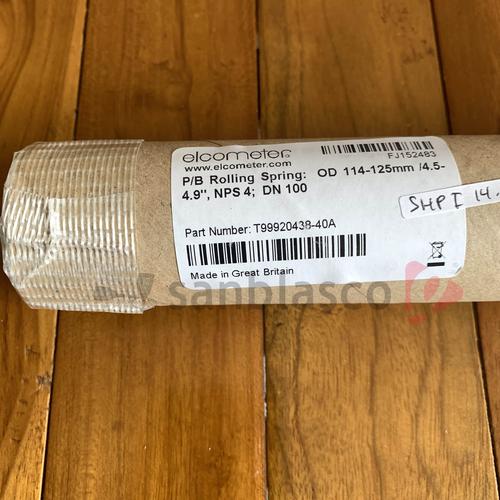 elcometer
www.elcometer.com
FJ152483
P/B Rolling Spring: OD 114-125mm /4.5-
4.9", NPS 4; DN 100
Part Number: T99920438-40A
Made in Great Britain
SHPI 14-
sanblasco